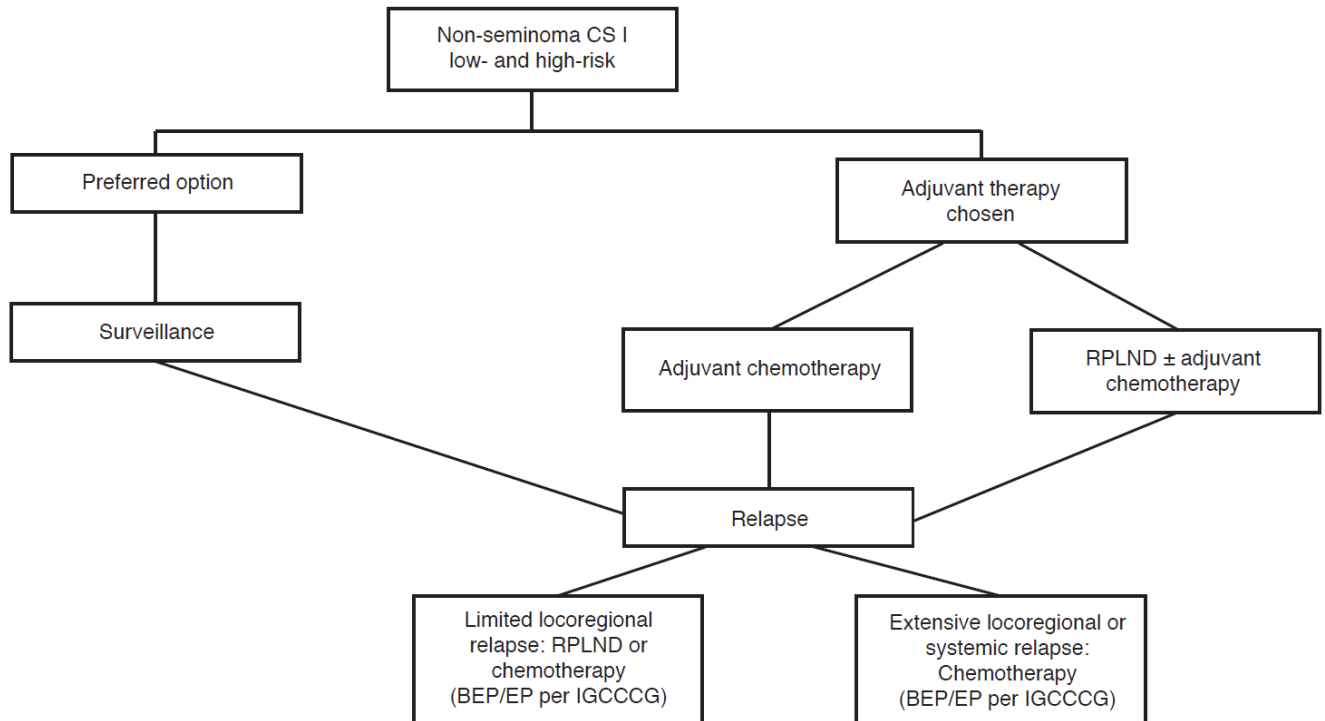 Non-seminoma CS I
low- and high-risk
Preferred option
Adjuvant therapy
chosen
Surveillance
Adjuvant chemotherapy
RPLND ± adjuvant
chemotherapy
Relapse
Limited locoregional
relapse: RPLND or
chemotherapy
(BEP/EP per IGCCCG)
Extensive locoregional or
systemic relapse:
Chemotherapy
(BEP/EP per IGCCCG)